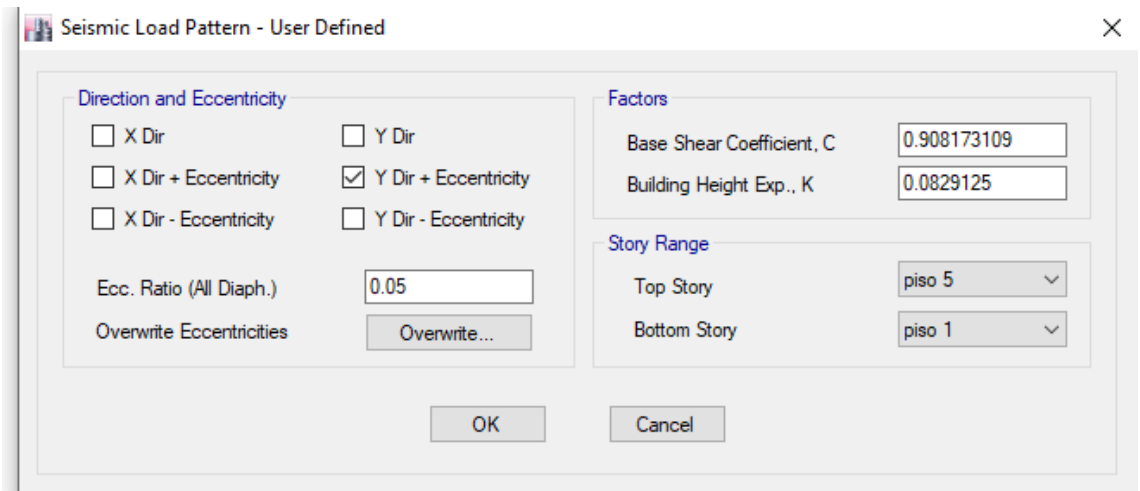 Seismic Load Pattern - User Defined
Direction and Eccentricity
X Dir
Y Dir
X Dir + Eccentricity
Y Dir + Eccentricity
X Dir - Eccentricity
Y Dir - Eccentricity
Ecc. Ratio (All Diaph.)
0.05
Overwrite Eccentricities
Overwrite...
Factors
Base Shear Coefficient, C
0.908173109
Building Height Exp., K
0.0829125
Story Range
Top Story
piso 5
Bottom Story
piso 1
OK
Cancel